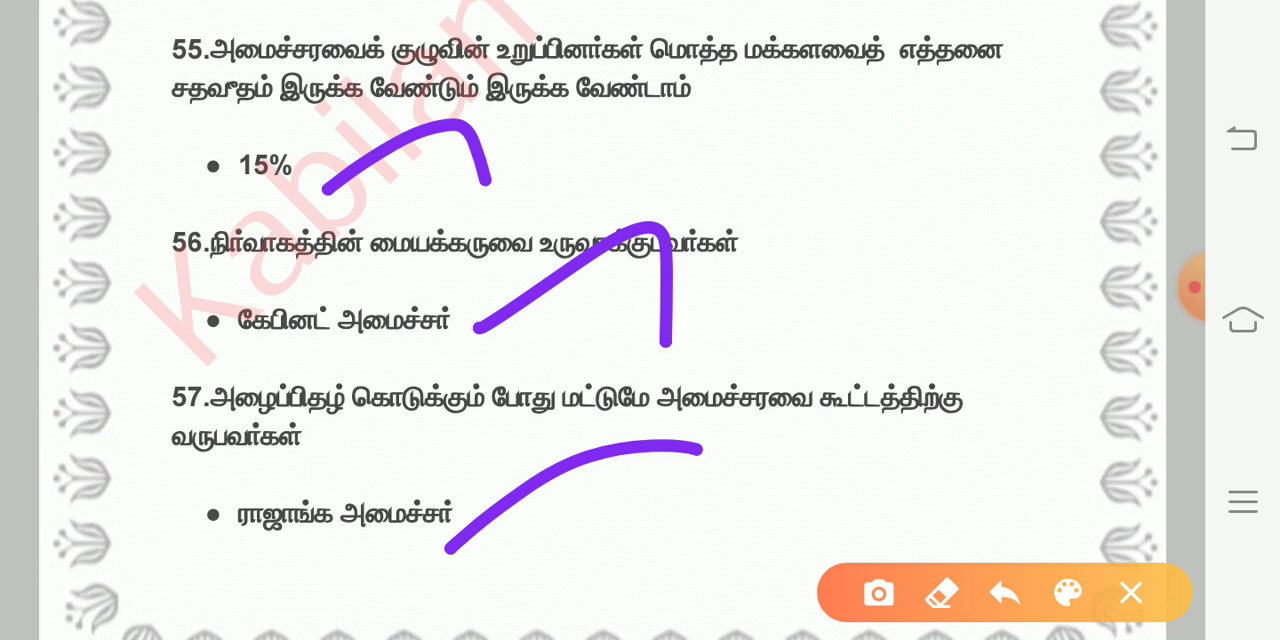 55.அமைச்சரவைக் குழுவின் உறுப்பினர்கள் மொத்த மக்களவைத் எத்தனை
சதவீதம் இருக்க வேண்டும் இருக்க வேண்டாம்
● 15%
56.நிர்வாகத்தின் மையக்கருவை உருவாக்குபவர்கள்
● கேபினட் அமைச்சர்
57.அழைப்பிதழ் கொடுக்கும் போது மட்டுமே அமைச்சரவை கூட்டத்திற்கு
வருபவர்கள்
● ராஜாங்க அமைச்சர்
Kabilan